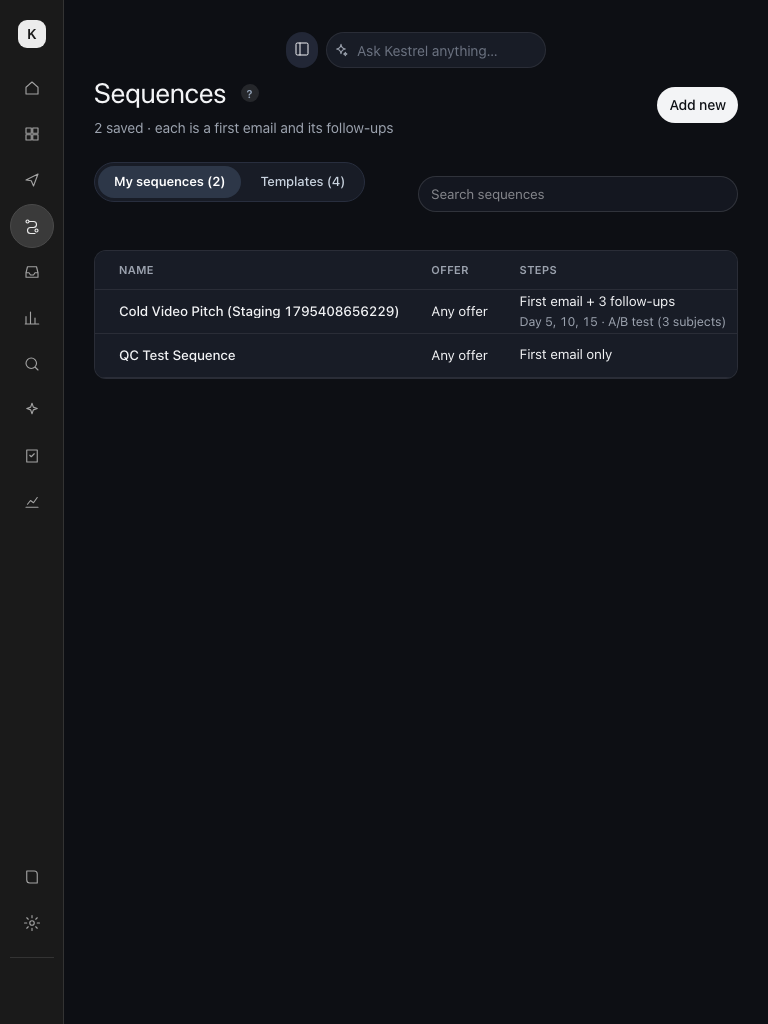 K
Ask Kestrel anything...
Sequences ?
Add new
2 saved · each is a first email and its follow-ups
My sequences (2) Templates (4)
Search sequences
NAME OFFER STEPS
Cold Video Pitch (Staging 1795408656229) Any offer First email + 3 follow-ups
Day 5, 10, 15 · A/B test (3 subjects)
QC Test Sequence Any offer First email only